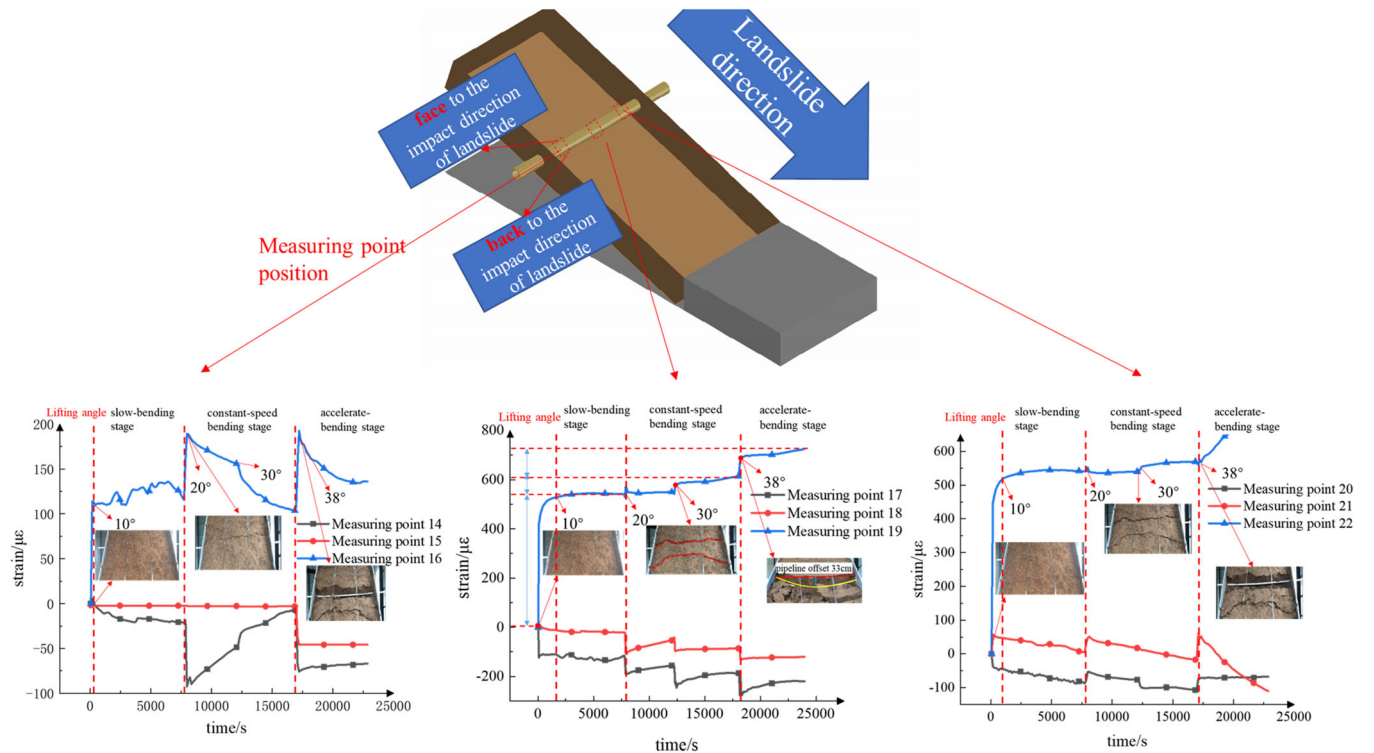 Landslide
direction
face to the
impact direction
of landslide
back to the
impact direction
of landslide
Measuring point
position
Lifting angle
slow-bending
stage
constant-speed
bending stage
accelerate-
bending stage
200
150
100
50
0
-50
-100
strain/με
10°
20°
30°
38°
Measuring point 14
Measuring point 15
Measuring point 16
0
5000
10000
15000
20000
25000
time/s
Lifting angle
slow-bending
stage
constant-speed
bending stage
accelerate-
bending stage
800
600
400
200
0
-200
strain/με
10°
20°
30°
38°
Measuring point 17
Measuring point 18
Measuring point 19
pipeline offset 33cm
0
5000
10000
15000
20000
25000
time/s
Lifting angle
slow-bending
stage
constant-speed
bending stage
accelerate-
bending stage
600
500
400
300
200
100
0
-100
strain/με
10°
20°
30°
38°
Measuring point 20
Measuring point 21
Measuring point 22
0
5000
10000
15000
20000
25000
time/s